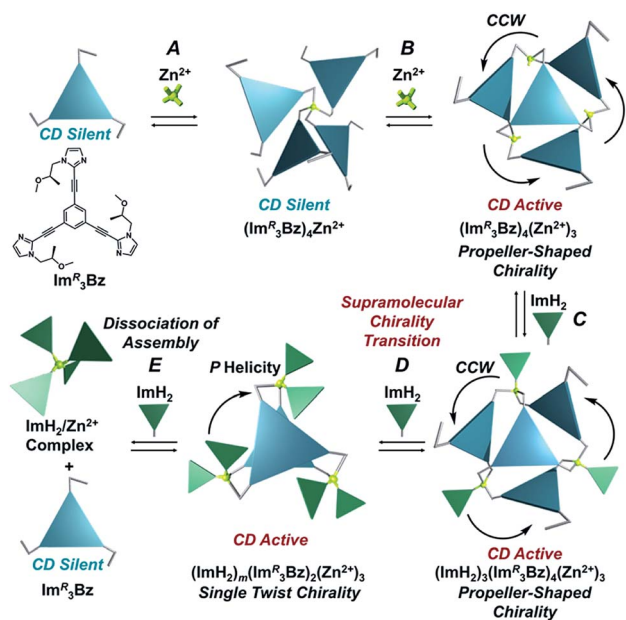 A
Zn2+
CD Silent
O
N
N
O
N
N
N
N
O
ImR3Bz
CD Silent
(ImR3Bz)4Zn2+
B
Zn2+
CCW
CD Active
(ImR3Bz)4(Zn2+)3
Propeller-Shaped
Chirality
ImH2
C
Supramolecular
Chirality
Transition
D
ImH2
CCW
CD Active
(ImH2)3(ImR3Bz)4(Zn2+)3
Propeller-Shaped
Chirality
P Helicity
CD Active
(ImH2)m(ImR3Bz)2(Zn2+)3
Single Twist Chirality
Dissociation of
Assembly
E
ImH2
ImH2/Zn2+
Complex
+
CD Silent
ImR3Bz